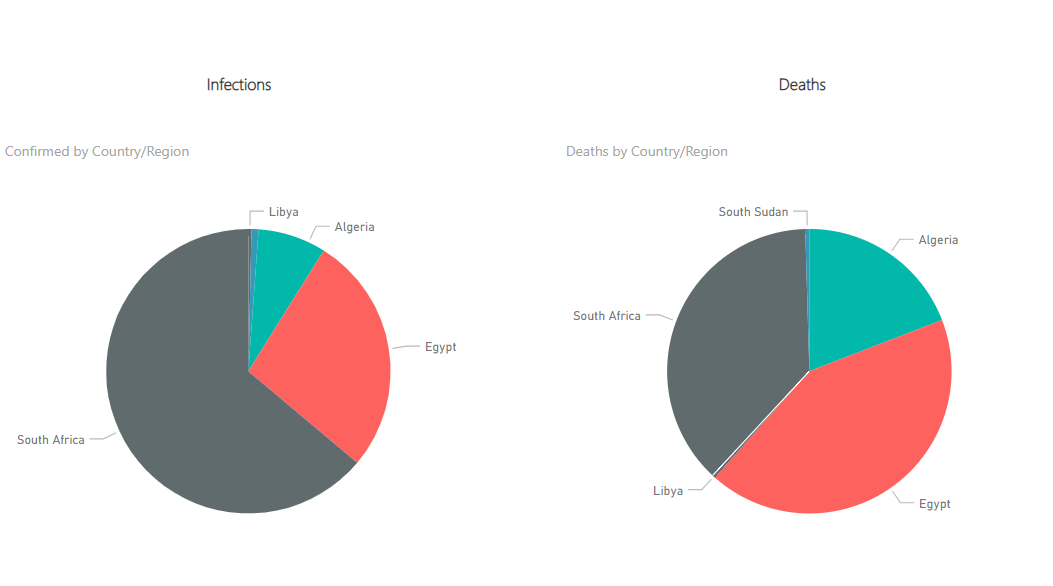 Infections
Deaths
Confirmed by Country/Region
Deaths by Country/Region
Libya
Algeria
Egypt
South Africa
South Sudan
Algeria
South Africa
Libya
Egypt